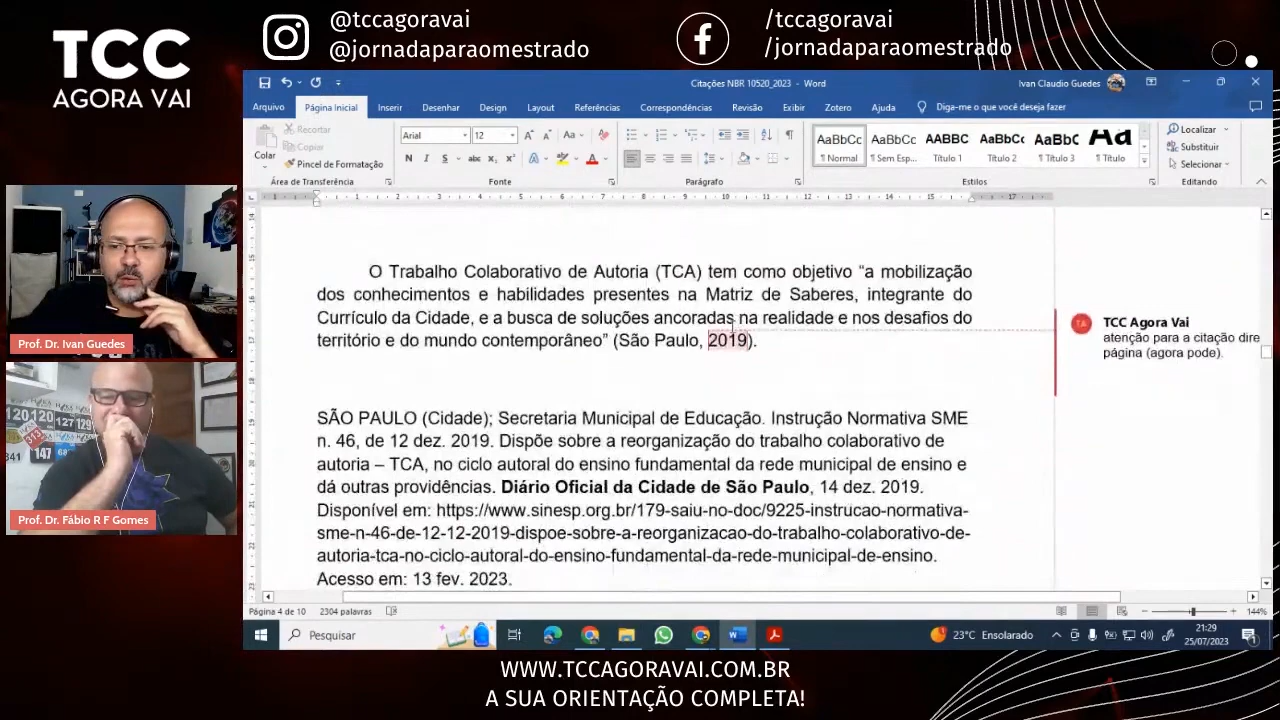 TCC
AGORA VAI
@tccagoravai
@jornadaparaomestrado
/tccagoravai
/jornadaparaomestrado
Citações NBR 10520_2023 - Word
Ivan Claudio Guedes
Arquivo Página Inicial Inserir Desenhar Design Layout Referências Correspondências Revisão Exibir Zotero Ajuda Diga-me o que você deseja fazer
Colar
Recortar
Copiar
Pincel de Formatação
Área de Transferência
Arial 12
Fonte
Parágrafo
AaBbCc AaBbCc AABBC AaBbCc AaBbC Aa
¶ Normal ¶ Sem Esp... Título 1 Título 2 ¶ Título 3 ¶ Título
Estilos
Localizar
Substituir
Selecionar
Editando
O Trabalho Colaborativo de Autoria (TCA) tem como objetivo “a mobilização
dos conhecimentos e habilidades presentes na Matriz de Saberes, integrante do
Currículo da Cidade, e a busca de soluções ancoradas na realidade e nos desafios do
território e do mundo contemporâneo” (São Paulo, 2019).
TCC Agora Vai
atenção para a citação dire
página (agora pode).
SÃO PAULO (Cidade); Secretaria Municipal de Educação. Instrução Normativa SME
n. 46, de 12 dez. 2019. Dispõe sobre a reorganização do trabalho colaborativo de
autoria – TCA, no ciclo autoral do ensino fundamental da rede municipal de ensino e
dá outras providências. Diário Oficial da Cidade de São Paulo, 14 dez. 2019.
Disponível em: https://www.sinesp.org.br/179-saiu-no-doc/9225-instrucao-normativa-
sme-n-46-de-12-12-2019-dispoe-sobre-a-reorganizacao-do-trabalho-colaborativo-de-
autoria-tca-no-ciclo-autoral-do-ensino-fundamental-da-rede-municipal-de-ensino.
Acesso em: 13 fev. 2023.
Prof. Dr. Ivan Guedes
Prof. Dr. Fábio R F Gomes
Página 4 de 10 2304 palavras
144%
Pesquisar
23°C Ensolarado
21:29
25/07/2023
WWW.TCCAGORAVAI.COM.BR
A SUA ORIENTAÇÃO COMPLETA!